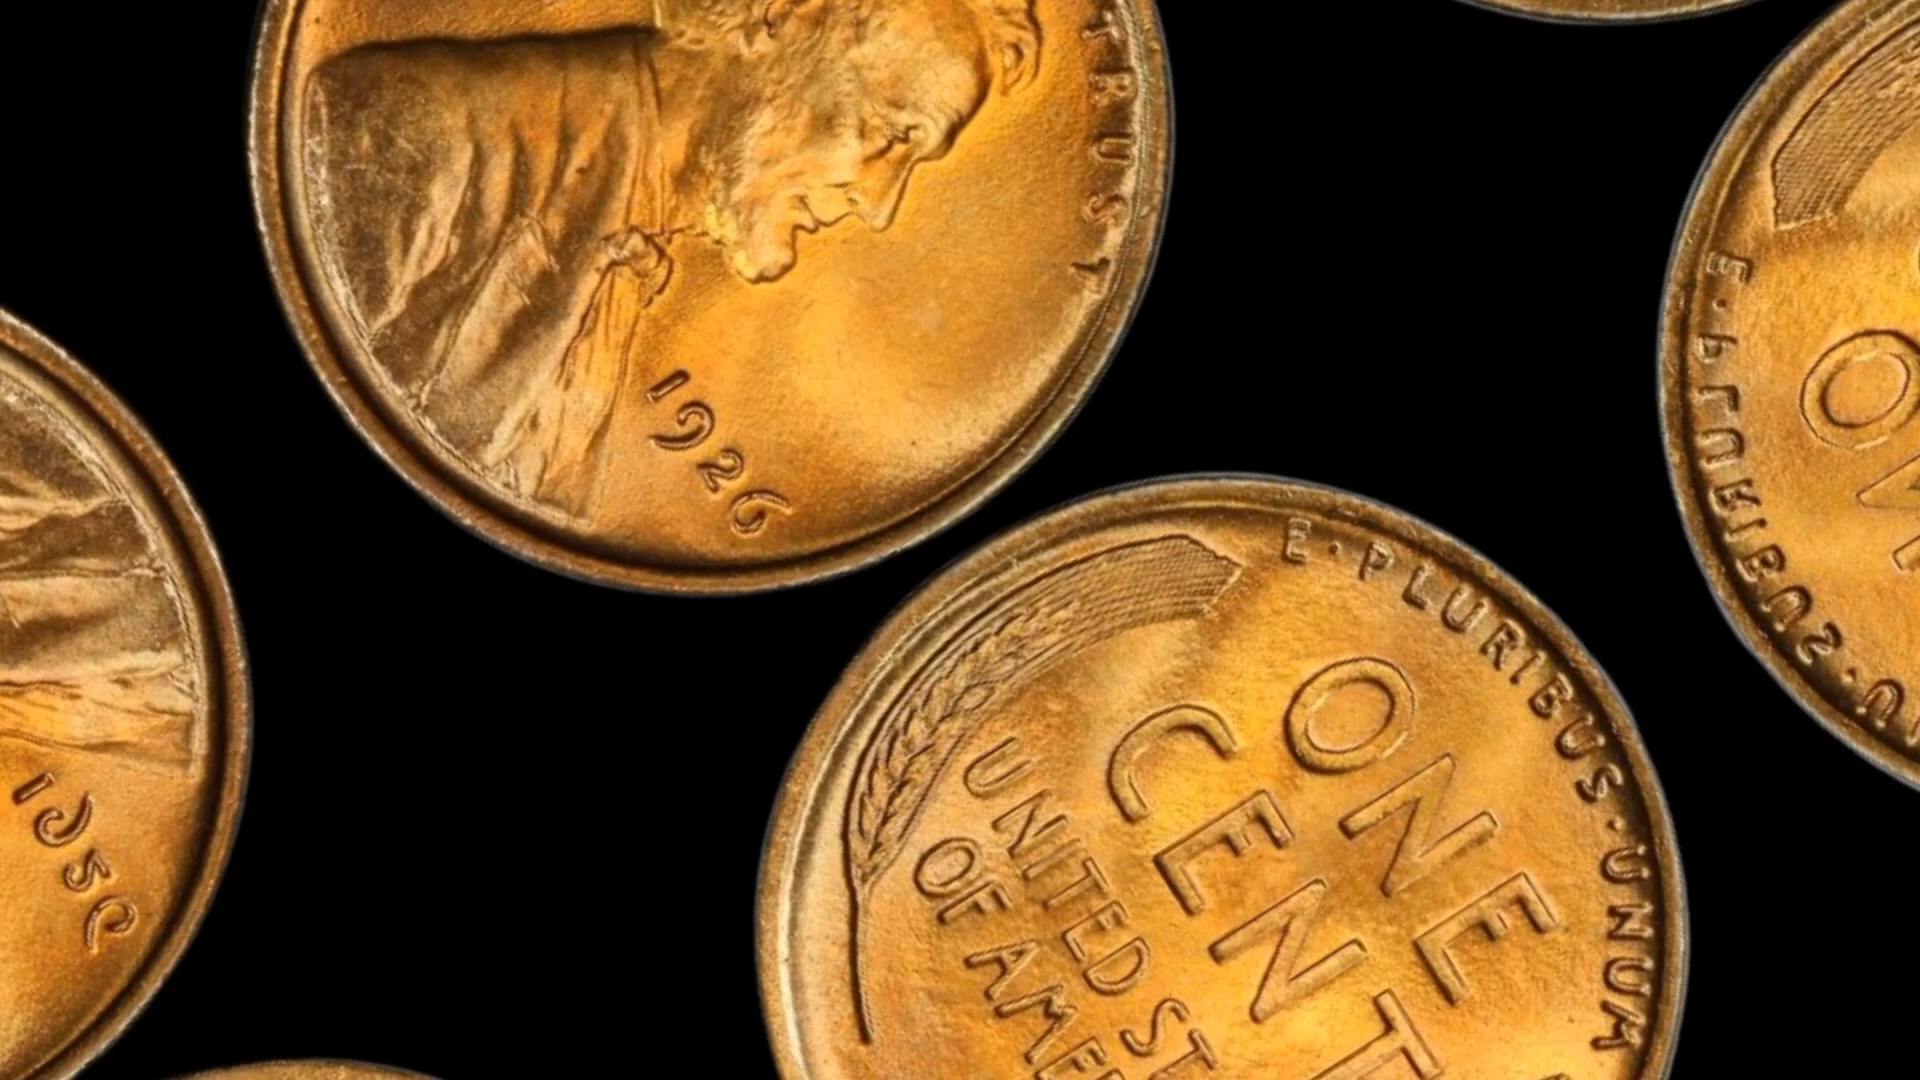 TRUST
1926
1926
E·PLURIBUS·UNUM
ONE
CENT
UNITED ST
OF AME
E·PLURIBUS·U
O